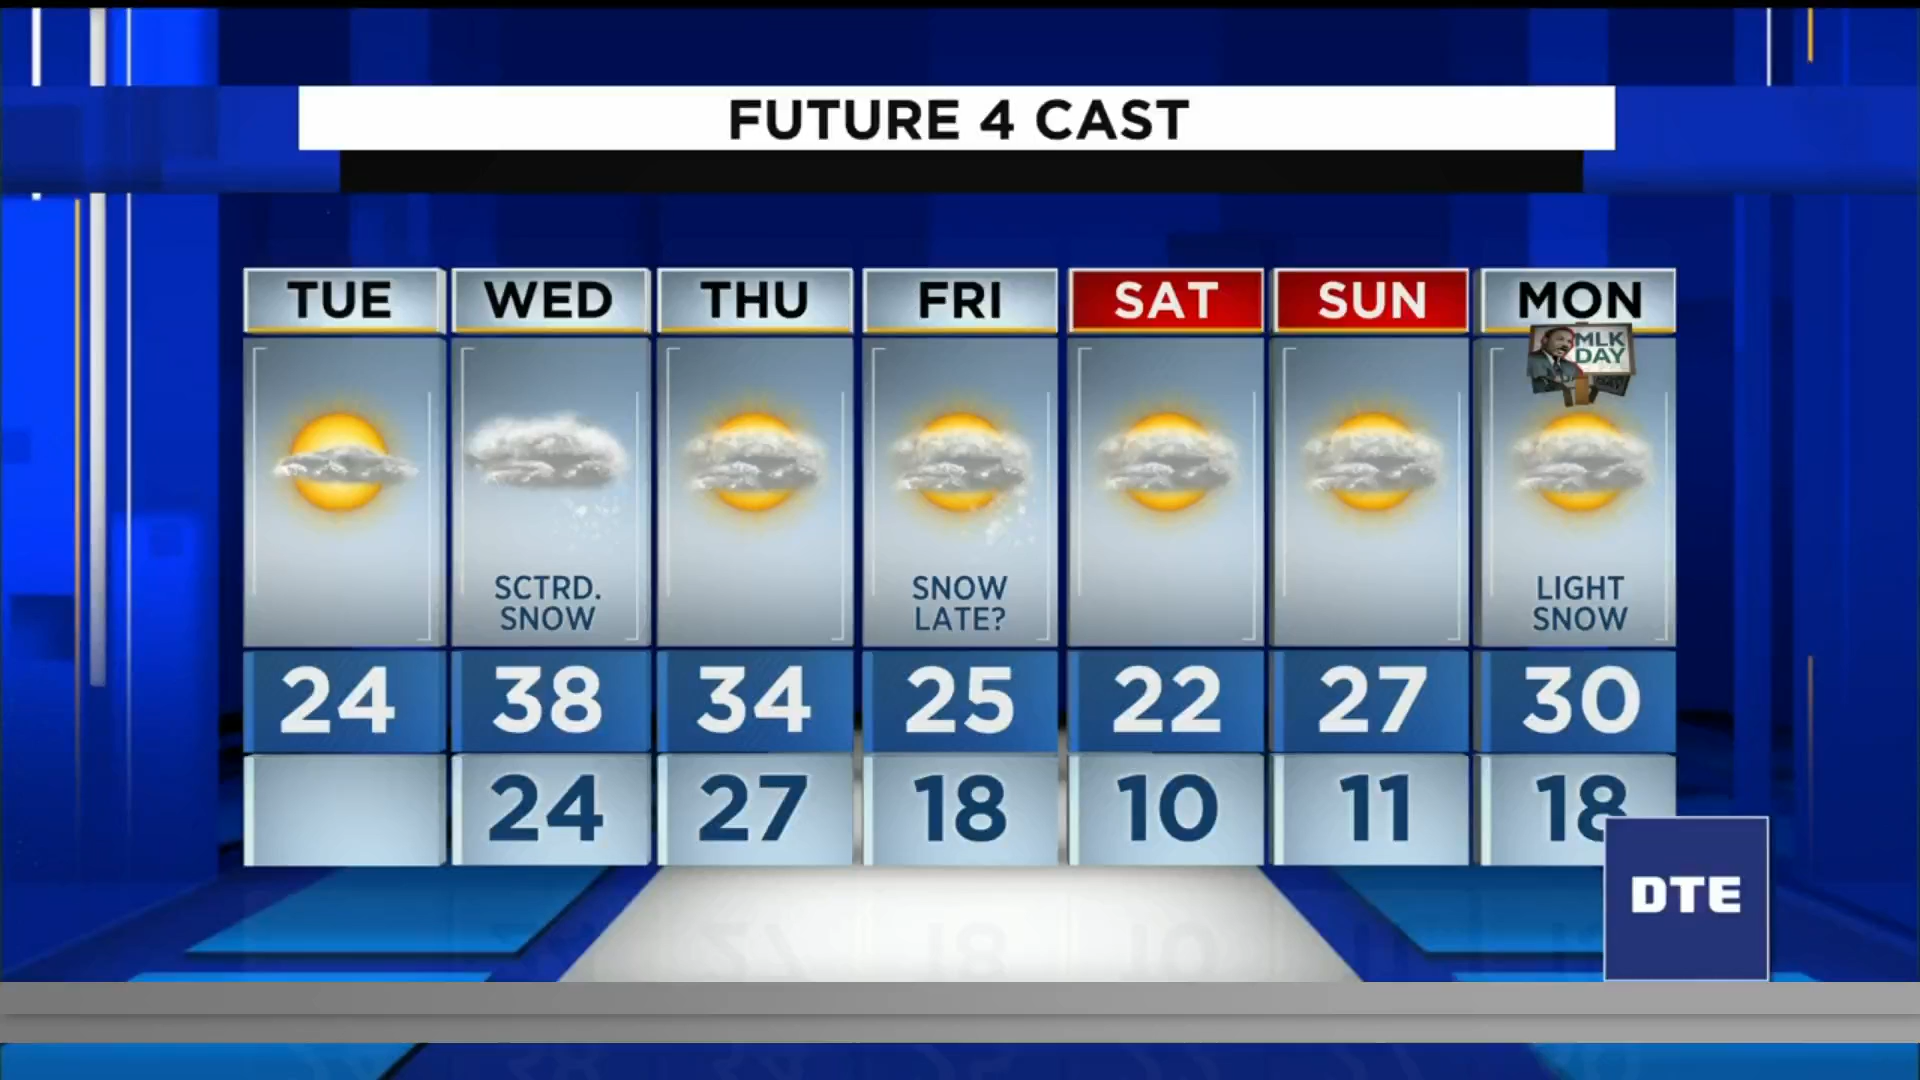 FUTURE 4 CAST
TUE WED THU FRI SAT SUN MON
MLK
DAY
SCTRD.
SNOW
SNOW
LATE?
LIGHT
SNOW
24 38 34 25 22 27 30
24 27 18 10 11 18
DTE